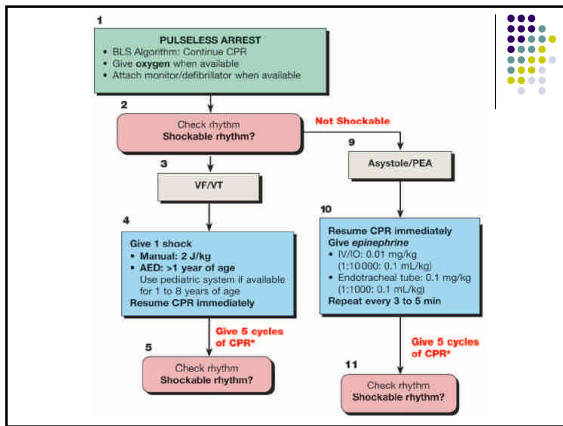 1
PULSELESS ARREST
• BLS Algorithm: Continue CPR
• Give oxygen when available
• Attach monitor/defibrillator when available
2
Check rhythm
Shockable rhythm?
Not Shockable
3
VF/VT
9
Asystole/PEA
4
Give 1 shock
• Manual: 2 J/kg
• AED: >1 year of age
Use pediatric system if available
for 1 to 8 years of age
Resume CPR immediately
10
Resume CPR immediately
Give epinephrine
• IV/IO: 0.01 mg/kg
(1:10 000: 0.1 mL/kg)
• Endotracheal tube: 0.1 mg/kg
(1:1000: 0.1 mL/kg)
Repeat every 3 to 5 min
Give 5 cycles
of CPR*
5
Check rhythm
Shockable rhythm?
Give 5 cycles
of CPR*
11
Check rhythm
Shockable rhythm?